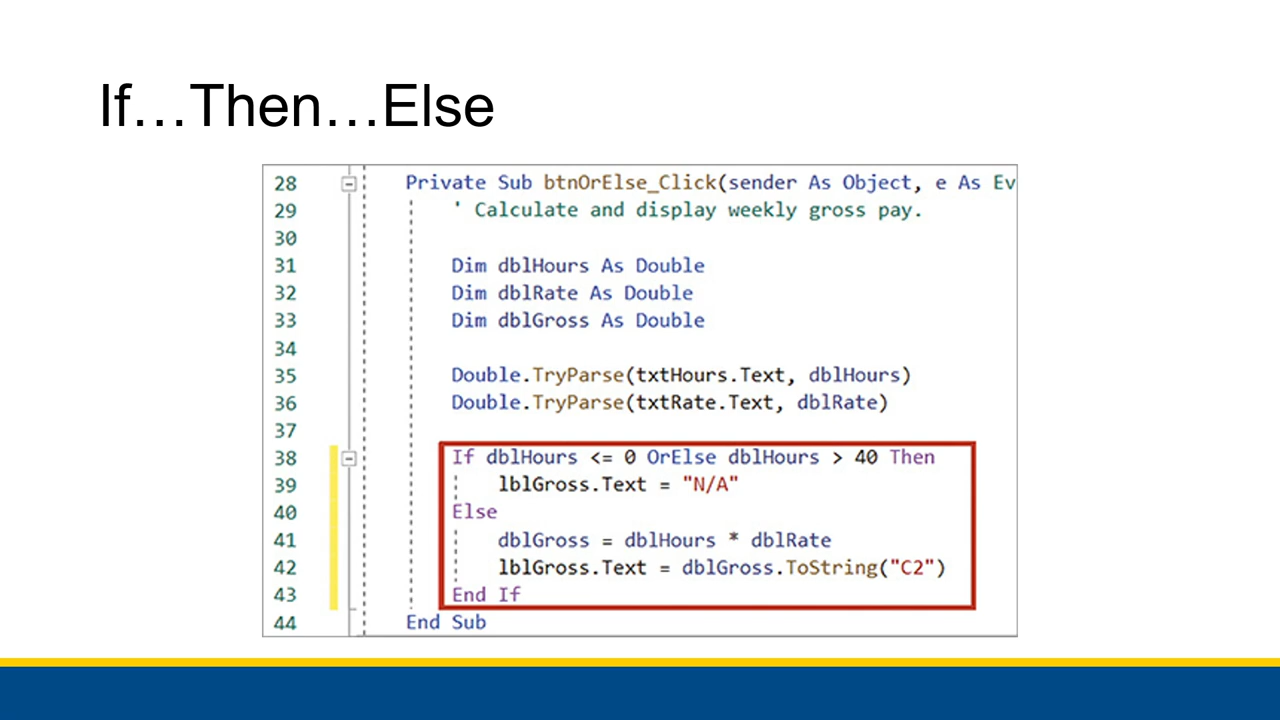 If…Then…Else
28 Private Sub btnOrElse_Click(sender As Object, e As Ev
29 ' Calculate and display weekly gross pay.
30
31 Dim dblHours As Double
32 Dim dblRate As Double
33 Dim dblGross As Double
34
35 Double.TryParse(txtHours.Text, dblHours)
36 Double.TryParse(txtRate.Text, dblRate)
37
38 If dblHours <= 0 OrElse dblHours > 40 Then
39 lblGross.Text = "N/A"
40 Else
41 dblGross = dblHours * dblRate
42 lblGross.Text = dblGross.ToString("C2")
43 End If
44 End Sub